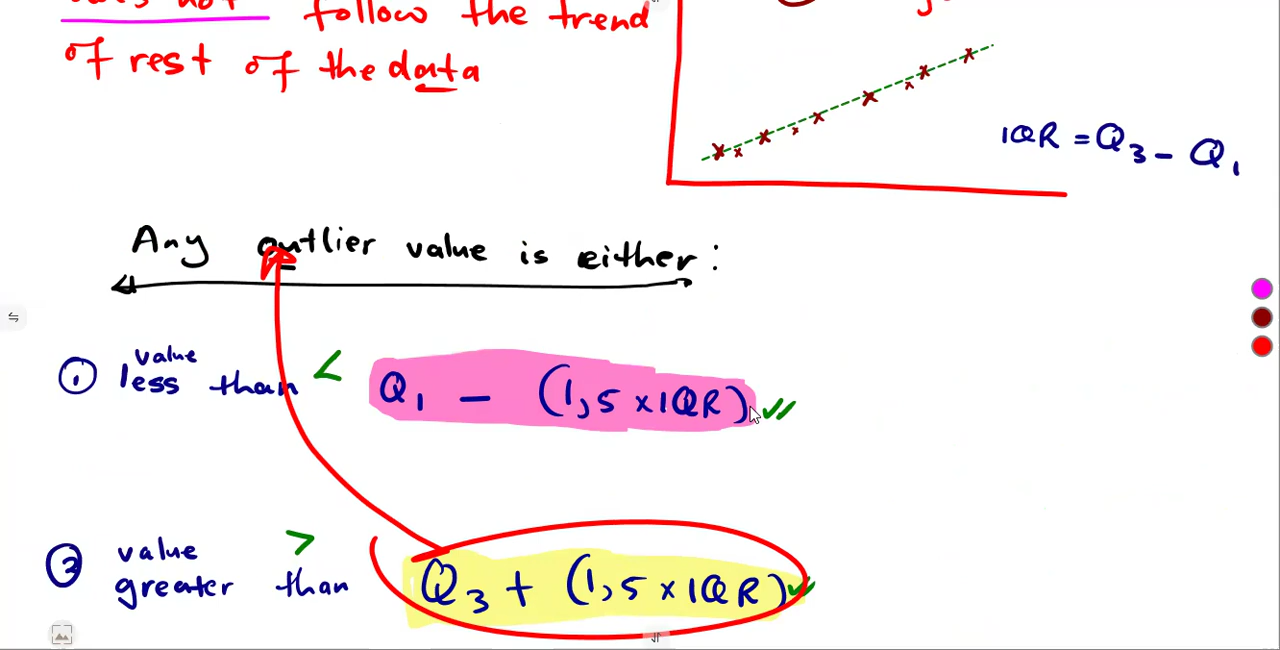 follow the trend
of rest of the data
IQR = Q3 - Q1
Any outlier value is either:
① value less than < Q1 - (1,5 × IQR) ✓✓
② value greater than > Q3 + (1,5 × IQR) ✓